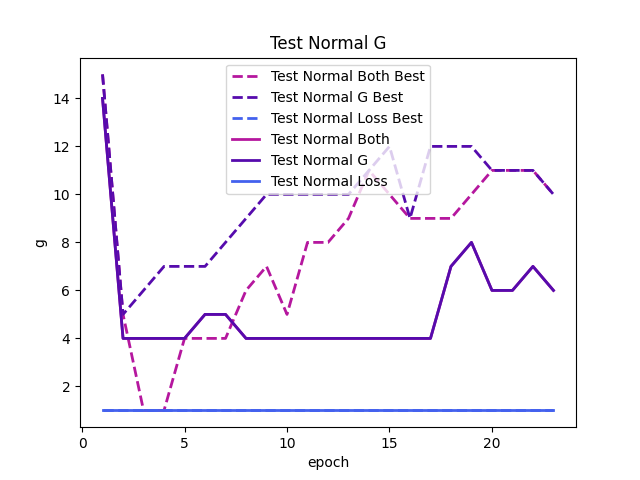 Test Normal G
Test Normal Both Best
Test Normal G Best
Test Normal Loss Best
Test Normal Both
Test Normal G
Test Normal Loss
g
14
12
10
8
6
4
2
0
5
10
15
20
epoch